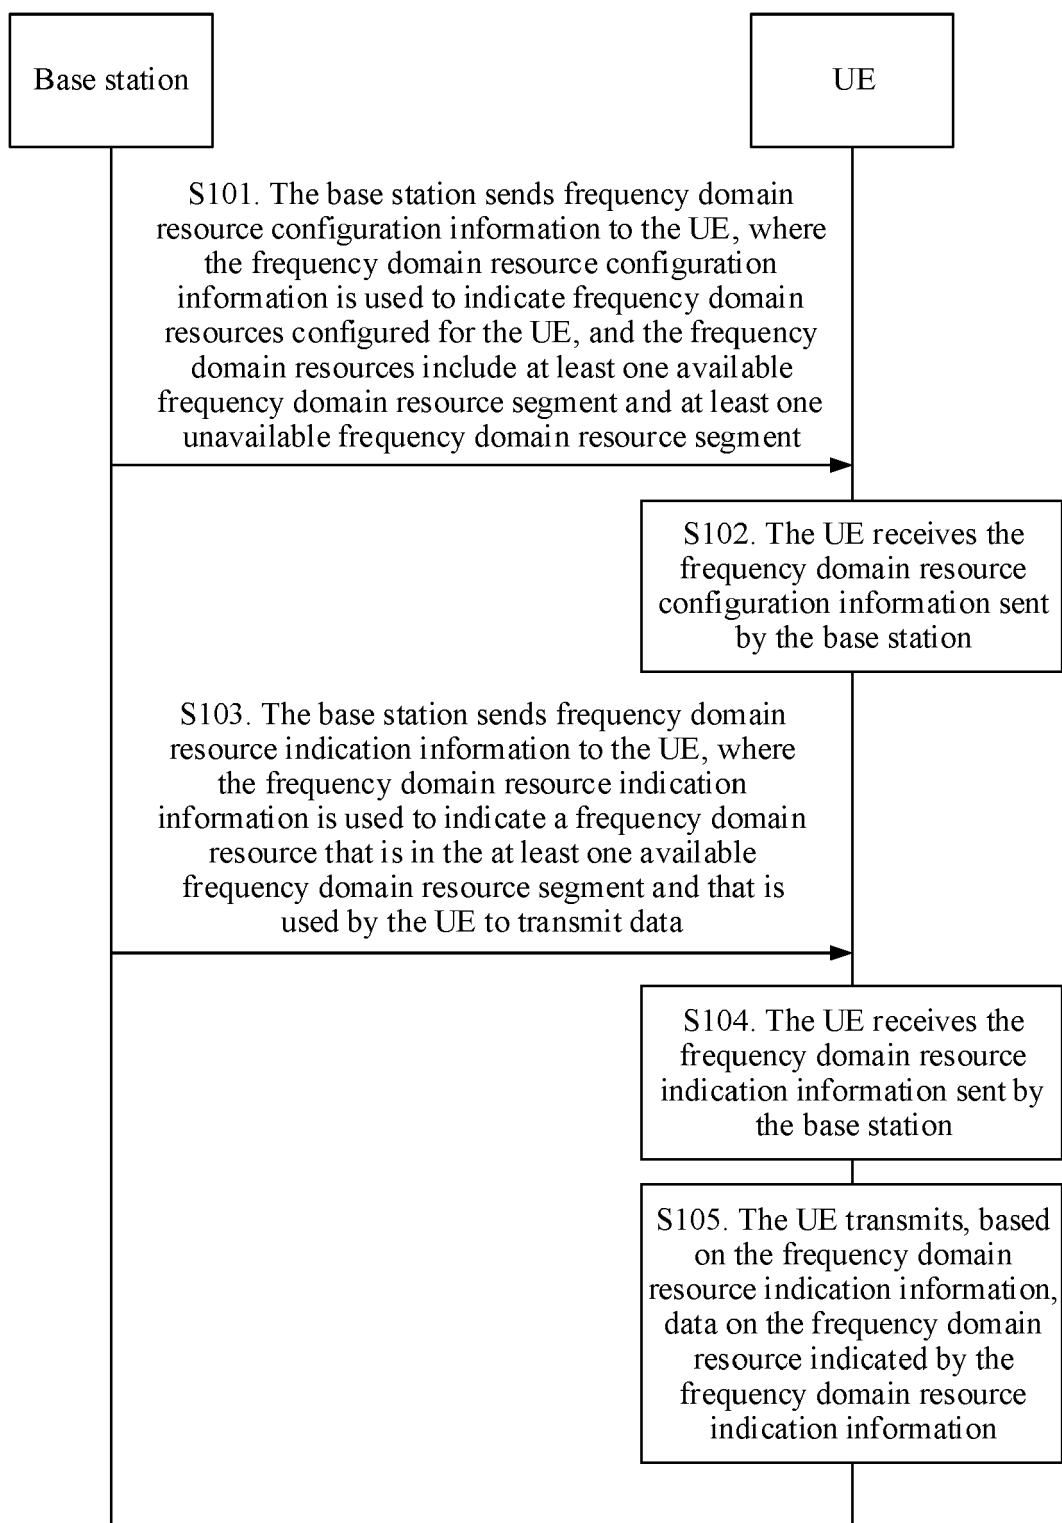 Base station
UE
S101. The base station sends frequency domain
resource configuration information to the UE, where
the frequency domain resource configuration
information is used to indicate frequency domain
resources configured for the UE, and the frequency
domain resources include at least one available
frequency domain resource segment and at least one
unavailable frequency domain resource segment
S102. The UE receives the
frequency domain resource
configuration information sent
by the base station
S103. The base station sends frequency domain
resource indication information to the UE, where
the frequency domain resource indication
information is used to indicate a frequency domain
resource that is in the at least one available
frequency domain resource segment and that is
used by the UE to transmit data
S104. The UE receives the
frequency domain resource
indication information sent by
the base station
S105. The UE transmits, based
on the frequency domain
resource indication information,
data on the frequency domain
resource indicated by the
frequency domain resource
indication information